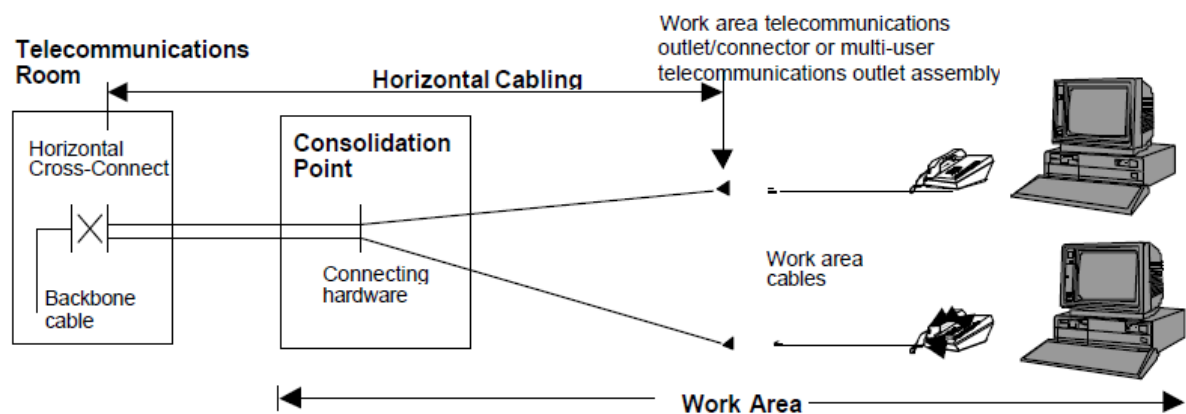 Work area telecommunications
outlet/connector or multi-user
telecommunications outlet assembly
Telecommunications
Room
Horizontal Cabling
Horizontal
Cross-Connect
Consolidation
Point
Backbone
cable
Connecting
hardware
Work area
cables
Work Area